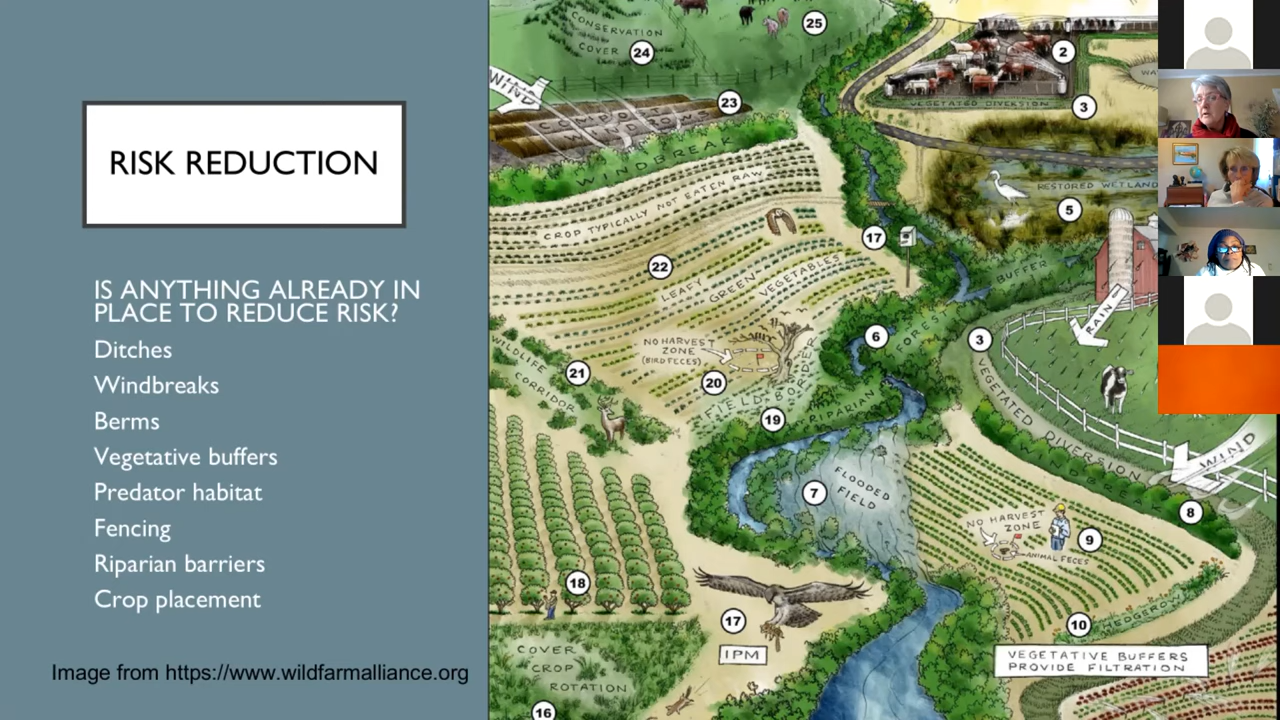 RISK REDUCTION
IS ANYTHING ALREADY IN
PLACE TO REDUCE RISK?
Ditches
Windbreaks
Berms
Vegetative buffers
Predator habitat
Fencing
Riparian barriers
Crop placement
Image from https://www.wildfarmalliance.org
CONSERVATION
COVER
24
25
WIND
23
WINDBREAK
2
VEGETATED DIVERSION
3
RESTORED WETLAND
5
CROP TYPICALLY NOT EATEN RAW
22
LEAFY GREEN VEGETABLES
17
BUFFER
RAIN
NO HARVEST
ZONE
(BIRD FECES)
20
FIELD BORDER
19
WILDLIFE
CORRIDOR
21
6
RIPARIAN
FOREST
3
VEGETATED DIVERSION
WIND
8
7
FLOODED
FIELD
NO HARVEST
ZONE
ANIMAL FECES
9
10
HEDGEROW
VEGETATIVE BUFFERS
PROVIDE FILTRATION
18
17
IPM
COVER
CROP
ROTATION
16